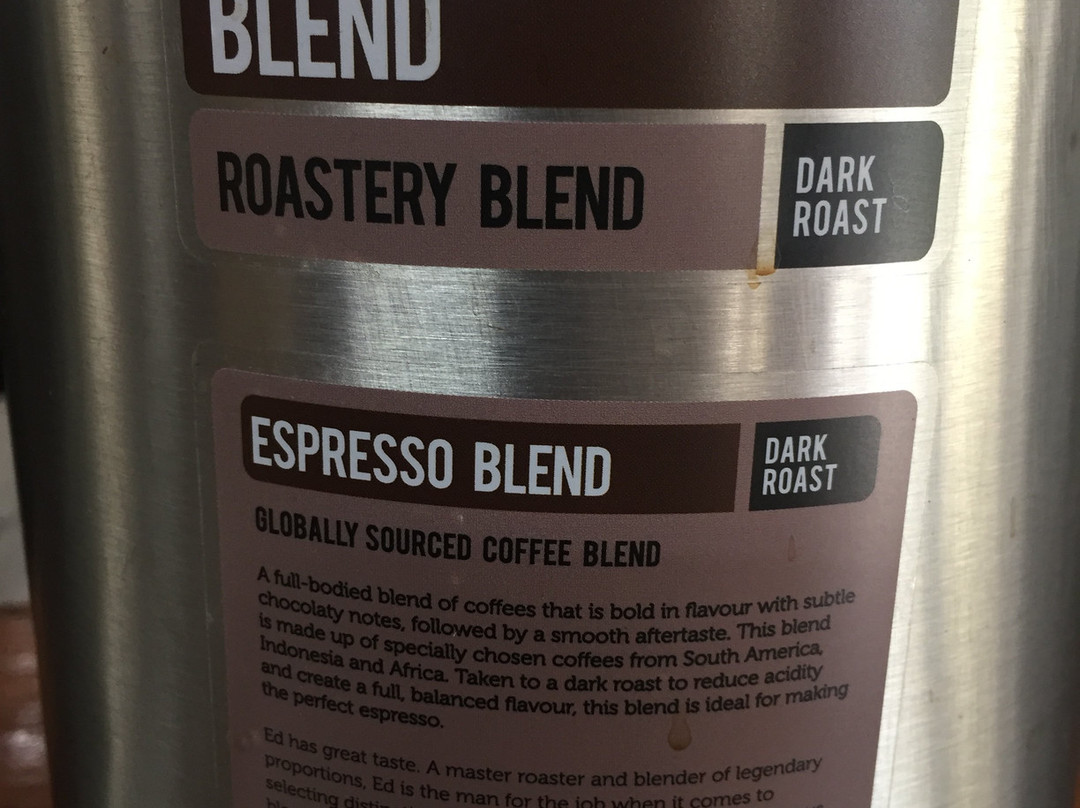 BLEND
ROASTERY BLEND
DARK
ROAST
ESPRESSO BLEND
DARK
ROAST
GLOBALLY SOURCED COFFEE BLEND
A full-bodied blend of coffees that is bold in flavour with subtle
chocolaty notes, followed by a smooth aftertaste. This blend
is made up of specially chosen coffees from South America,
Indonesia and Africa. Taken to a dark roast to reduce acidity
and create a full, balanced flavour, this blend is ideal for making
the perfect espresso.
Ed has great taste. A master roaster and blender of legendary
proportions, Ed is the man for the job when it comes to
selecting